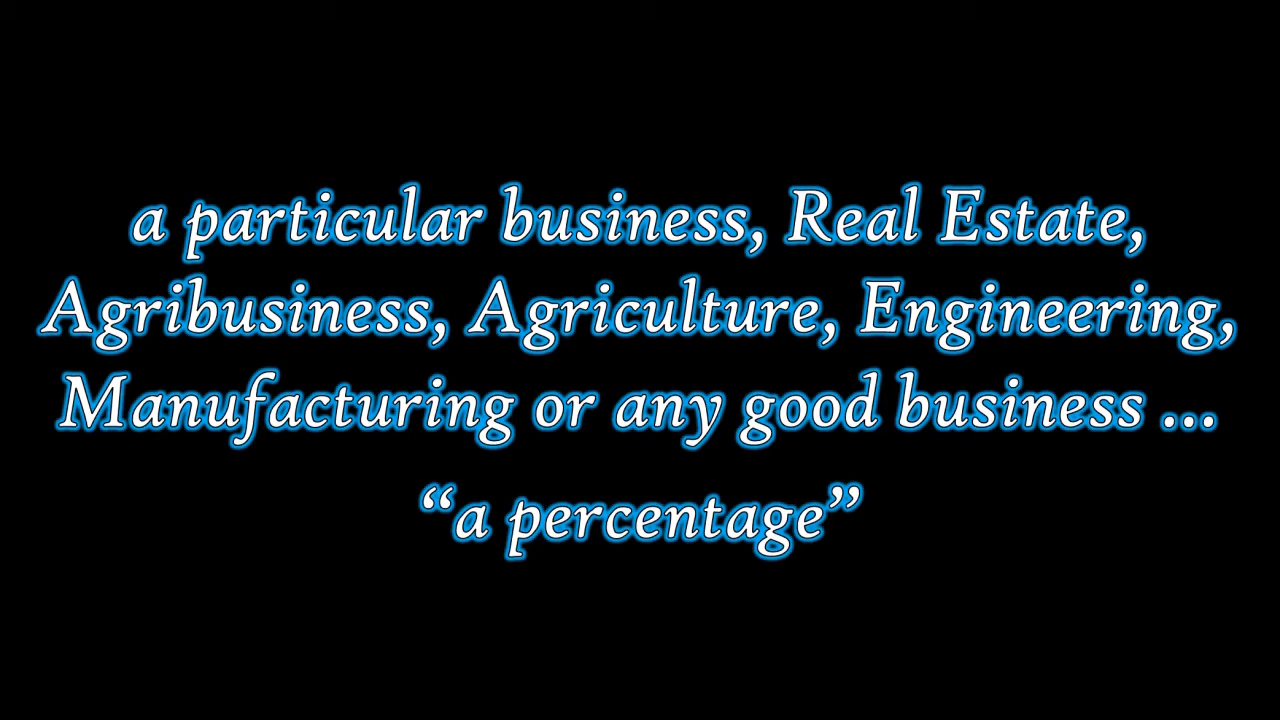 a particular business, Real Estate,
Agribusiness, Agriculture, Engineering,
Manufacturing or any good business ...
“a percentage”